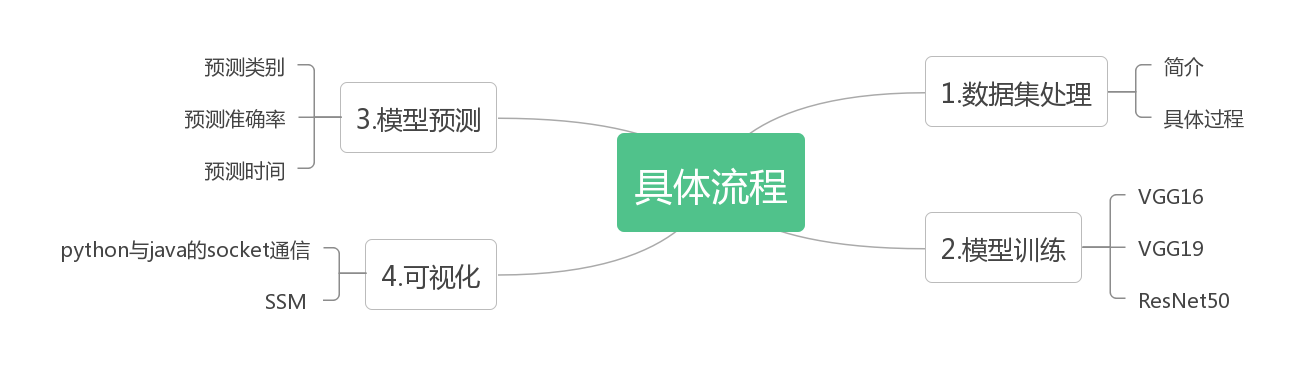 具体流程
1.数据集处理
简介
具体过程
2.模型训练
VGG16
VGG19
ResNet50
3.模型预测
预测类别
预测准确率
预测时间
4.可视化
python与java的socket通信
SSM